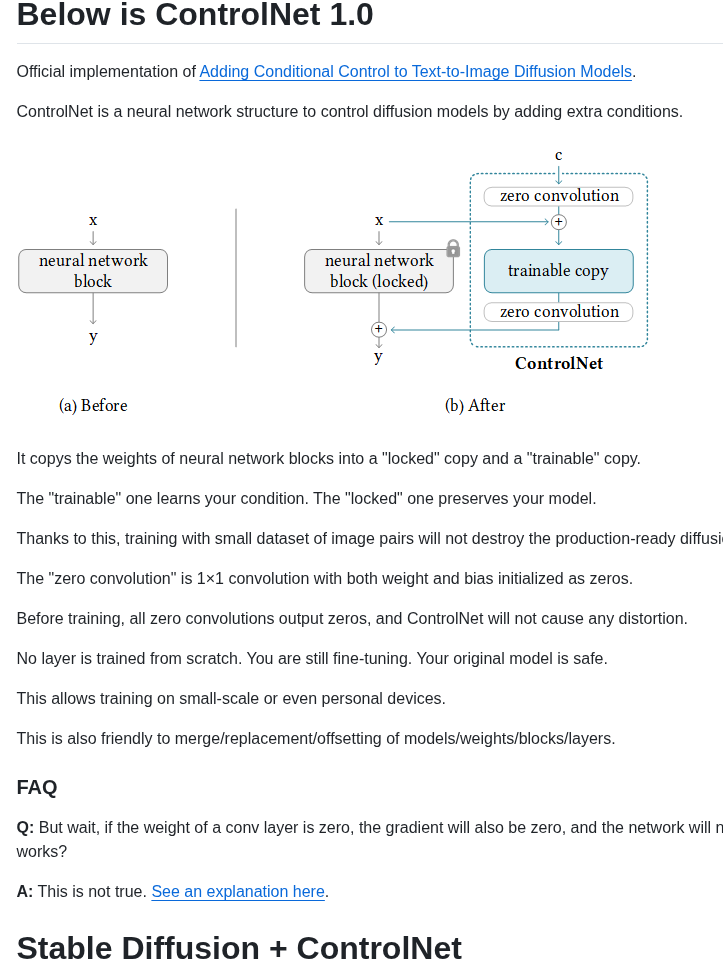 Below is ControlNet 1.0
Official implementation of Adding Conditional Control to Text-to-Image Diffusion Models.
ControlNet is a neural network structure to control diffusion models by adding extra conditions.
x
neural network
block
y
(a) Before
c
zero convolution
x
+
neural network
block (locked)
trainable copy
zero convolution
+
y
ControlNet
(b) After
It copys the weights of neural network blocks into a "locked" copy and a "trainable" copy.
The "trainable" one learns your condition. The "locked" one preserves your model.
Thanks to this, training with small dataset of image pairs will not destroy the production-ready
The "zero convolution" is 1×1 convolution with both weight and bias initialized as zeros.
Before training, all zero convolutions output zeros, and ControlNet will not cause any distortion.
No layer is trained from scratch. You are still fine-tuning. Your original model is safe.
This allows training on small-scale or even personal devices.
This is also friendly to merge/replacement/offsetting of models/weights/blocks/layers.
FAQ
Q: But wait, if the weight of a conv layer is zero, the gradient will also be zero, and the network will
works?
A: This is not true. See an explanation here.
Stable Diffusion + ControlNet